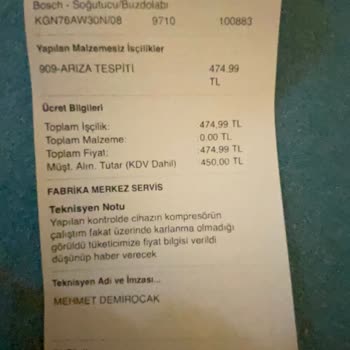 Bosch - Soğutucu/Buzdolabı
KGN76AW30N/08 9710 100883
Yapılan Malzemesiz İşçilikler
909-ARIZA TESPİTİ 474,99
TL
Ücret Bilgileri
Toplam İşçilik: 474,99 TL
Toplam Malzeme: 0.00 TL
Toplam Fiyat: 474,99 TL
Müşt. Alın. Tutar (KDV Dahil) 450,00 TL
FABRİKA MERKEZ SERVİS
Teknisyen Notu
Yapılan kontrolde cihazın kompresörün
çalıştım fakat üzerinde karlanma olmadığı
görüldü tüketicimize fiyat bilgisi verildi
düşünüp haber verecek
Teknisyen Adı ve İmzası...
MEHMET DEMIROCAK